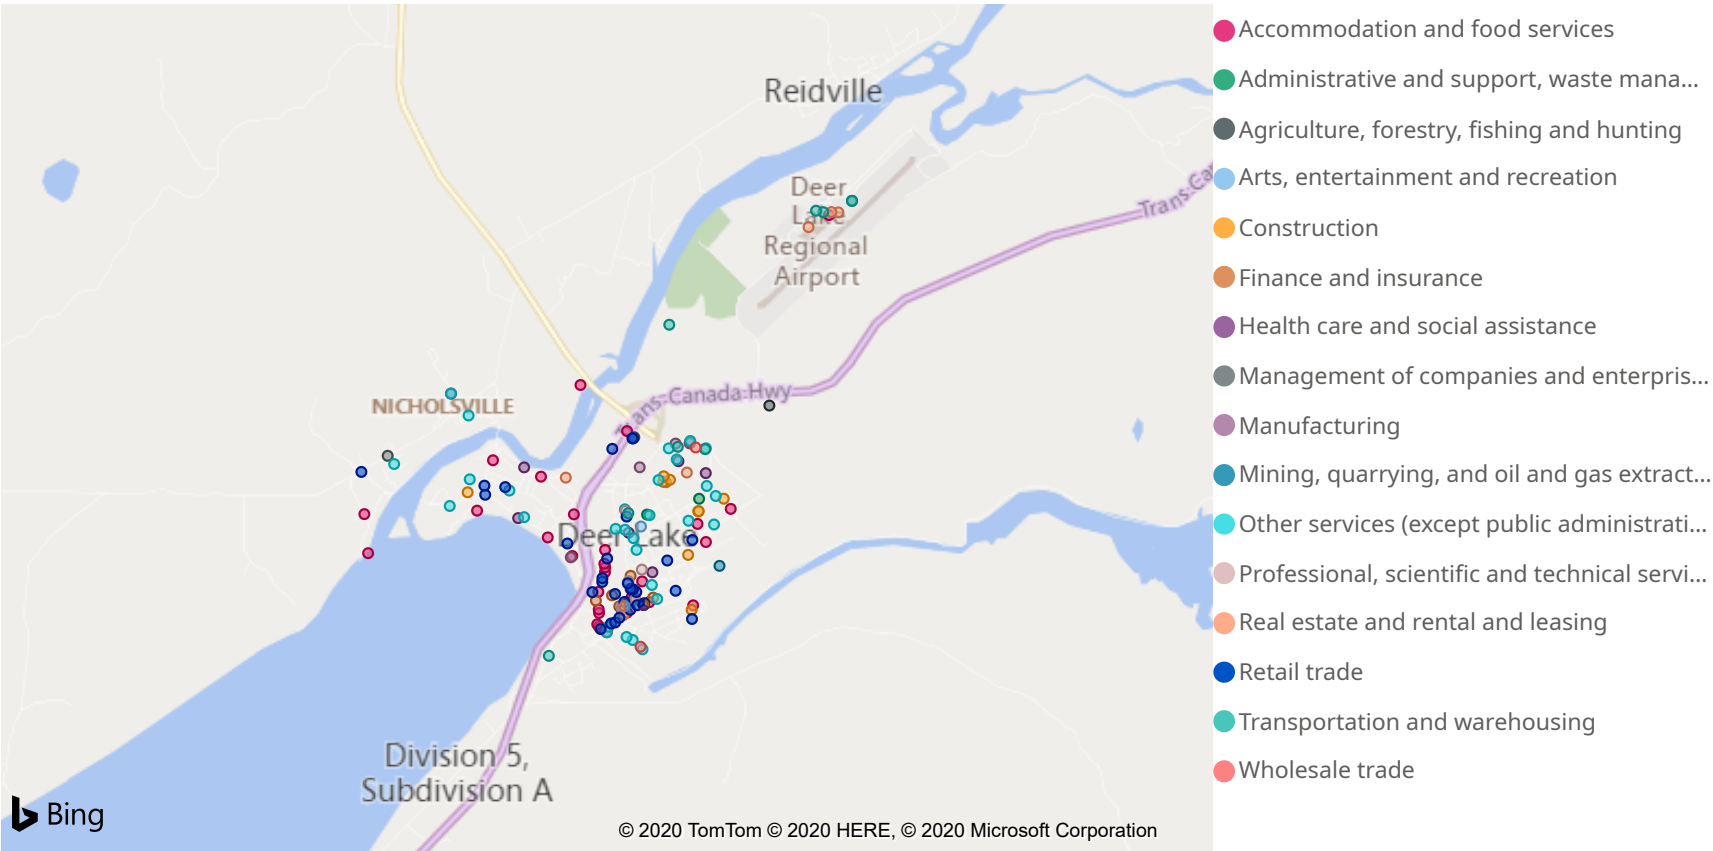 Reidville
Deer
Lake
Regional
Airport
Trans-Ca
Trans-Canada Hwy
NICHOLSVILLE
Deer Lake
Division 5,
Subdivision A
Bing
© 2020 TomTom © 2020 HERE, © 2020 Microsoft Corporation
Accommodation and food services
Administrative and support, waste mana...
Agriculture, forestry, fishing and hunting
Arts, entertainment and recreation
Construction
Finance and insurance
Health care and social assistance
Management of companies and enterpris...
Manufacturing
Mining, quarrying, and oil and gas extract...
Other services (except public administrati...
Professional, scientific and technical servi...
Real estate and rental and leasing
Retail trade
Transportation and warehousing
Wholesale trade